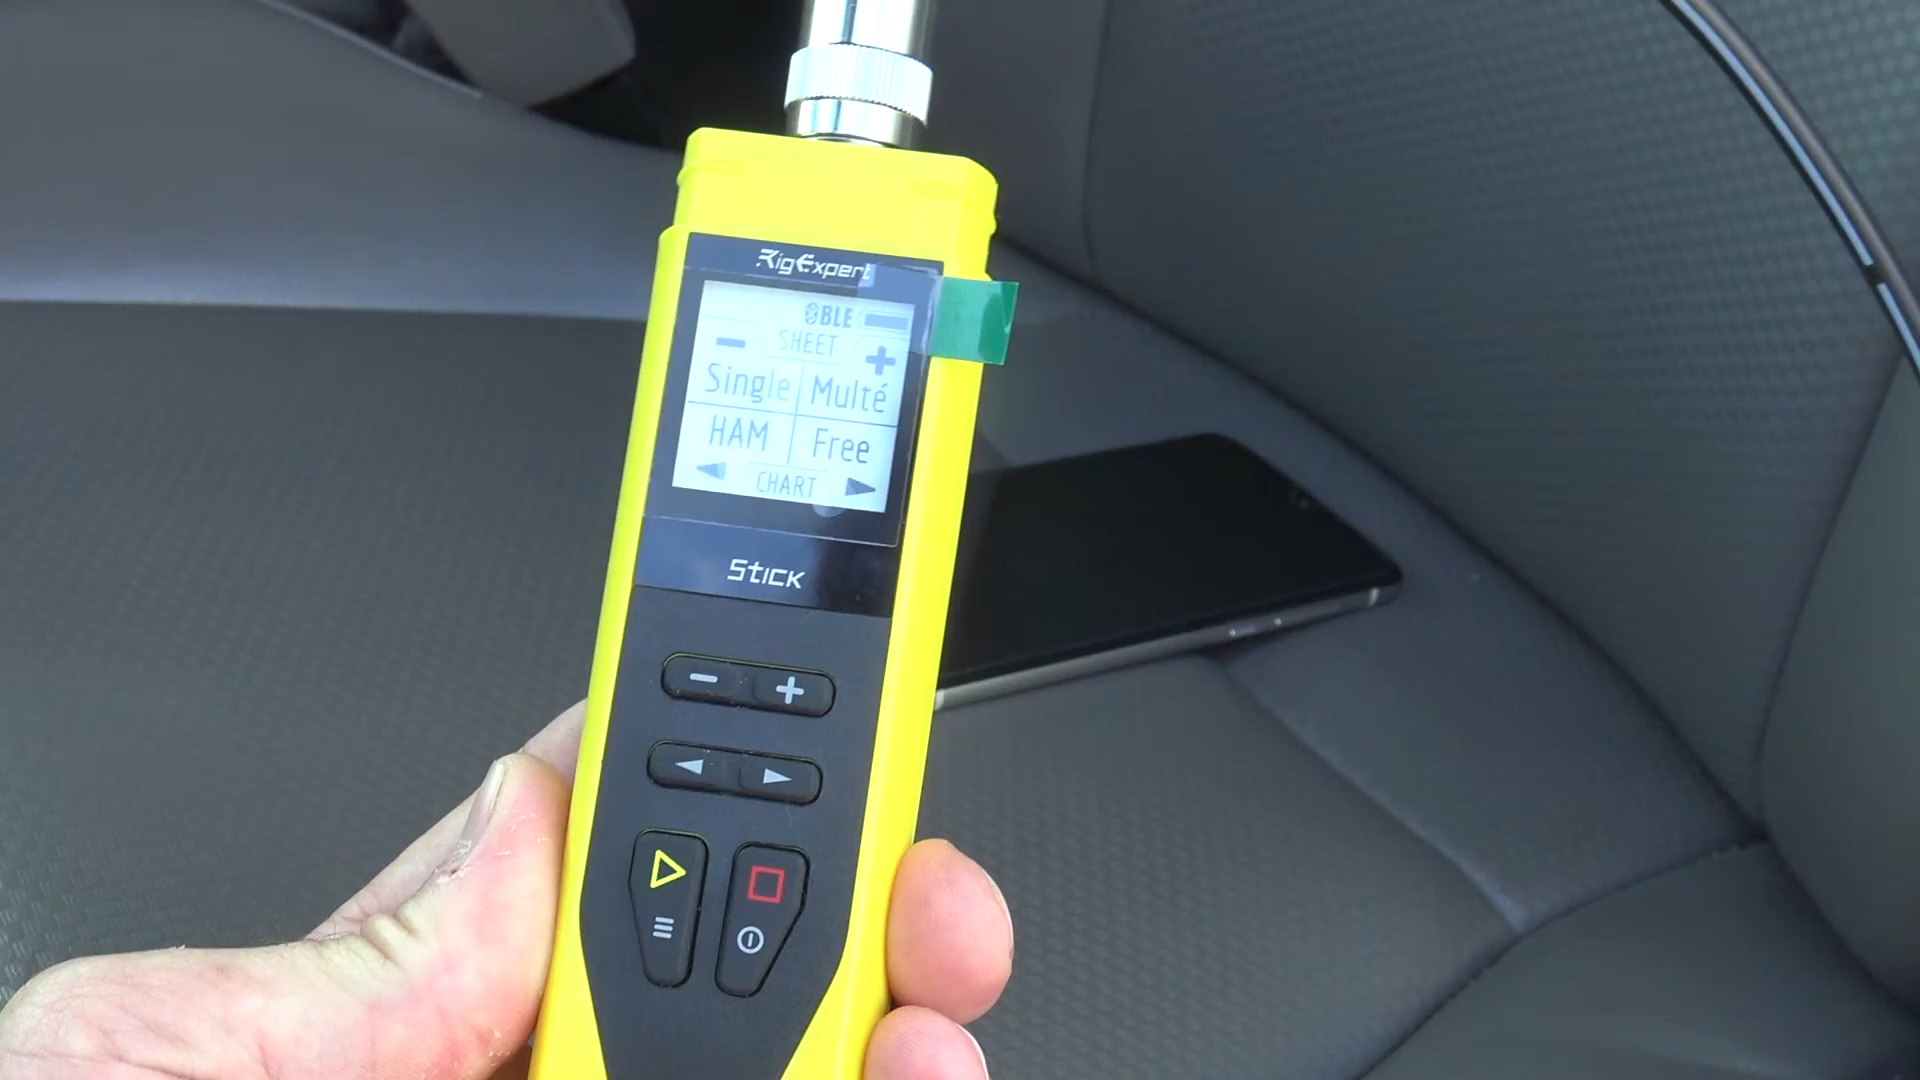 RigExpert
BLE
SHEET
Single Multé
HAM Free
CHART
Stick